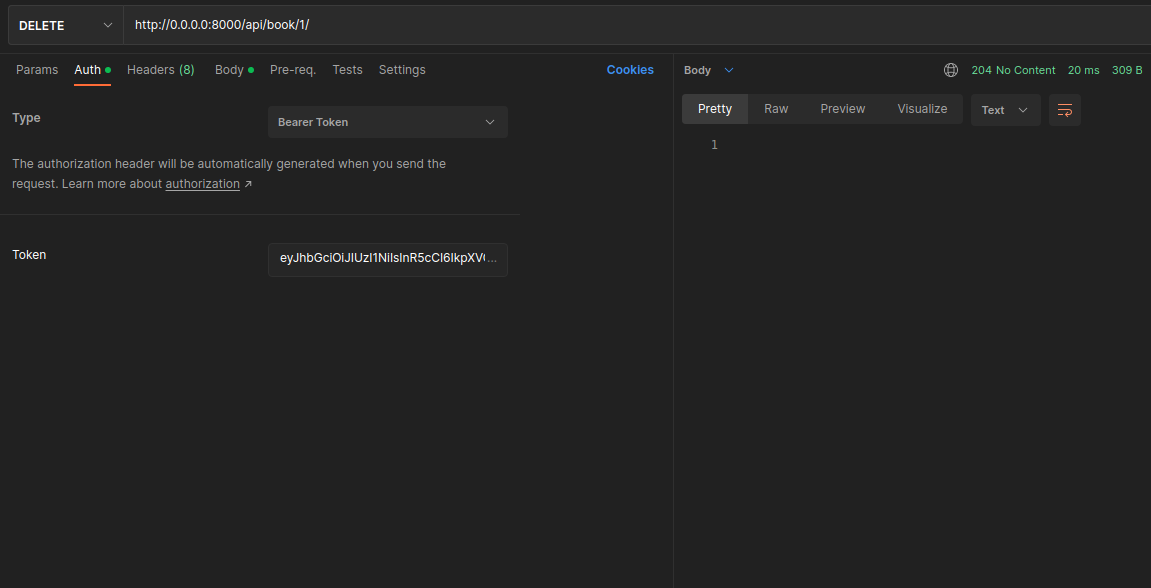 DELETE http://0.0.0.0:8000/api/book/1/
Params Auth Headers (8) Body Pre-req. Tests Settings Cookies
Type
Bearer Token
The authorization header will be automatically generated when you send the
request. Learn more about authorization ↗
Token
eyJhbGciOiJIUzI1NiIsInR5cCI6IkpXV...
Body 204 No Content 20 ms 309 B
Pretty Raw Preview Visualize Text
1